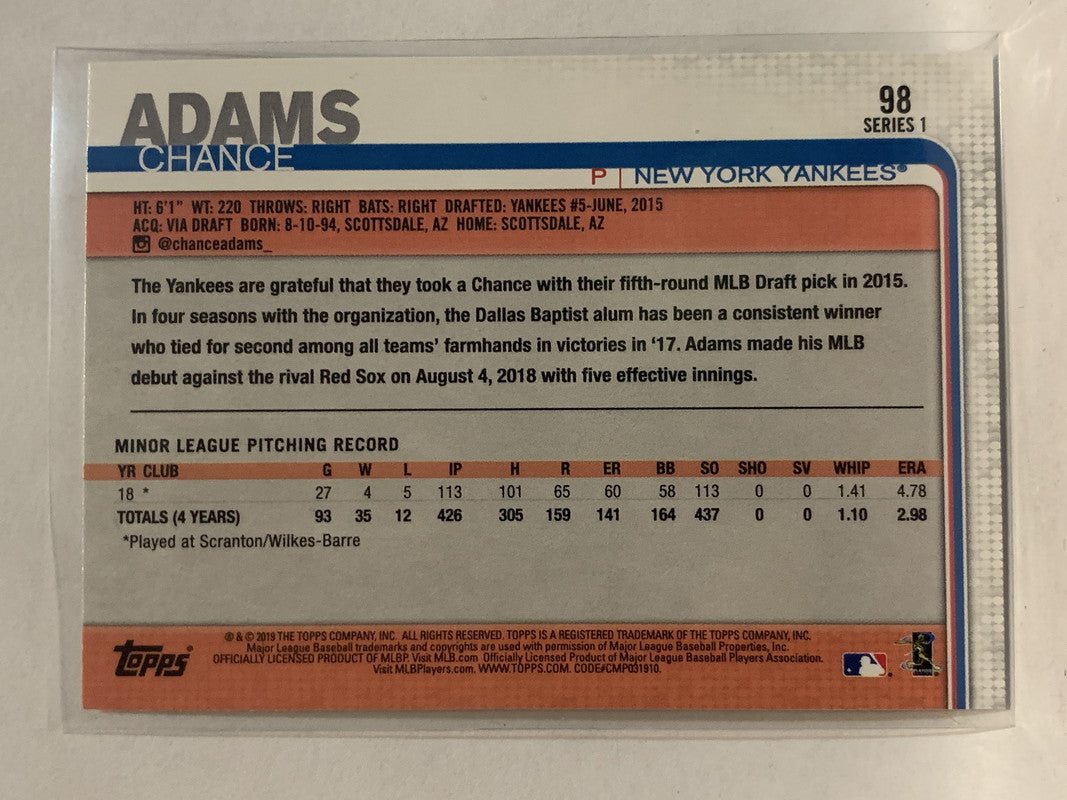 ADAMS
CHANCE
98
SERIES 1
P | NEW YORK YANKEES®
HT: 6'1" WT: 220 THROWS: RIGHT BATS: RIGHT DRAFTED: YANKEES #5-JUNE, 2015
ACQ: VIA DRAFT BORN: 8-10-94, SCOTTSDALE, AZ HOME: SCOTTSDALE, AZ
@chanceadams_
The Yankees are grateful that they took a Chance with their fifth-round MLB Draft pick in 2015.
In four seasons with the organization, the Dallas Baptist alum has been a consistent winner
who tied for second among all teams' farmhands in victories in '17. Adams made his MLB
debut against the rival Red Sox on August 4, 2018 with five effective innings.
MINOR LEAGUE PITCHING RECORD
YR CLUB G W L IP H R ER BB SO SHO SV WHIP ERA
18 * 27 4 5 113 101 65 60 58 113 0 0 1.41 4.78
TOTALS (4 YEARS) 93 35 12 426 305 159 141 164 437 0 0 1.10 2.98
*Played at Scranton/Wilkes-Barre
TOPPS®
® & © 2019 THE TOPPS COMPANY, INC. ALL RIGHTS RESERVED. TOPPS IS A REGISTERED TRADEMARK OF THE TOPPS COMPANY, INC.
Major League Baseball trademarks and copyrights are used with permission of Major League Baseball Properties, Inc.
OFFICIALLY LICENSED PRODUCT OF MLBP. Visit MLB.com Officially Licensed Product of Major League Baseball Players Association.
Visit MLBPlayers.com. WWW.TOPPS.COM. CODE#CMP031910.